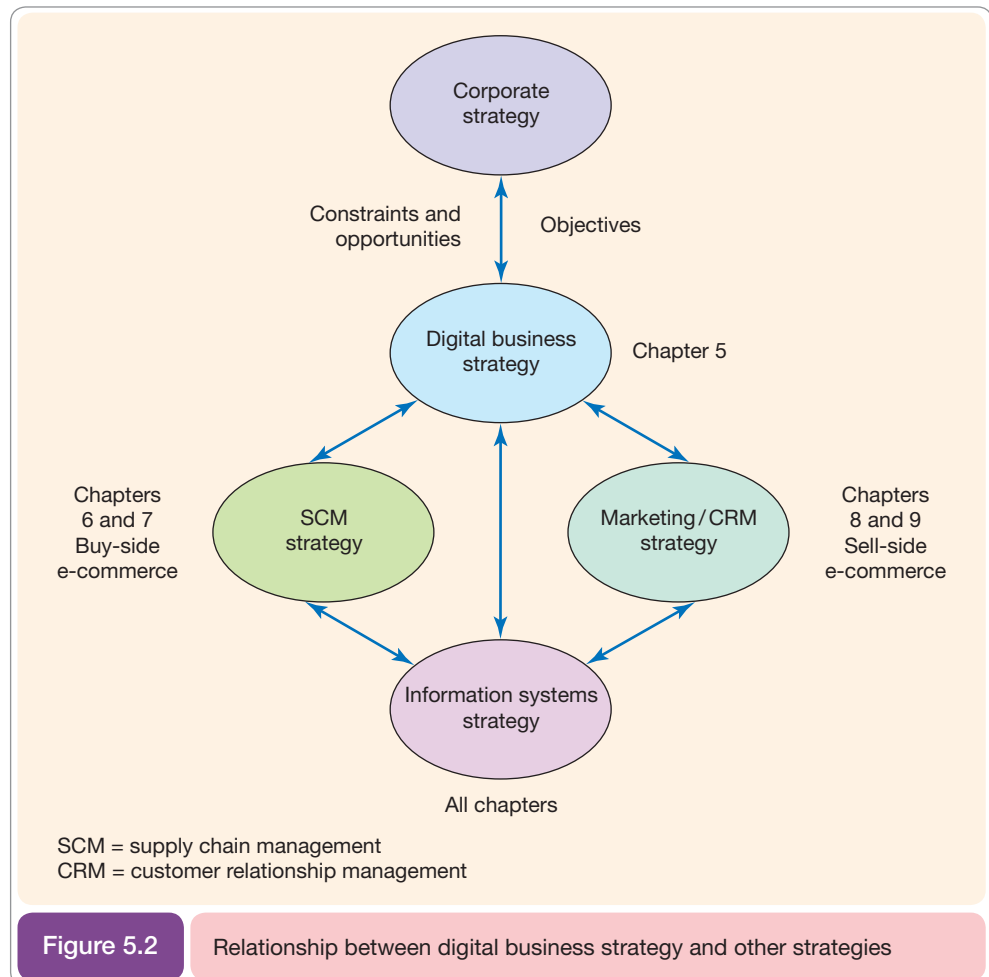 Corporate
strategy
Constraints and
opportunities
Objectives
Digital business
strategy
Chapter 5
Chapters
6 and 7
Buy-side
e-commerce
SCM
strategy
Marketing/CRM
strategy
Chapters
8 and 9
Sell-side
e-commerce
Information systems
strategy
All chapters
SCM = supply chain management
CRM = customer relationship management
Figure 5.2
Relationship between digital business strategy and other strategies